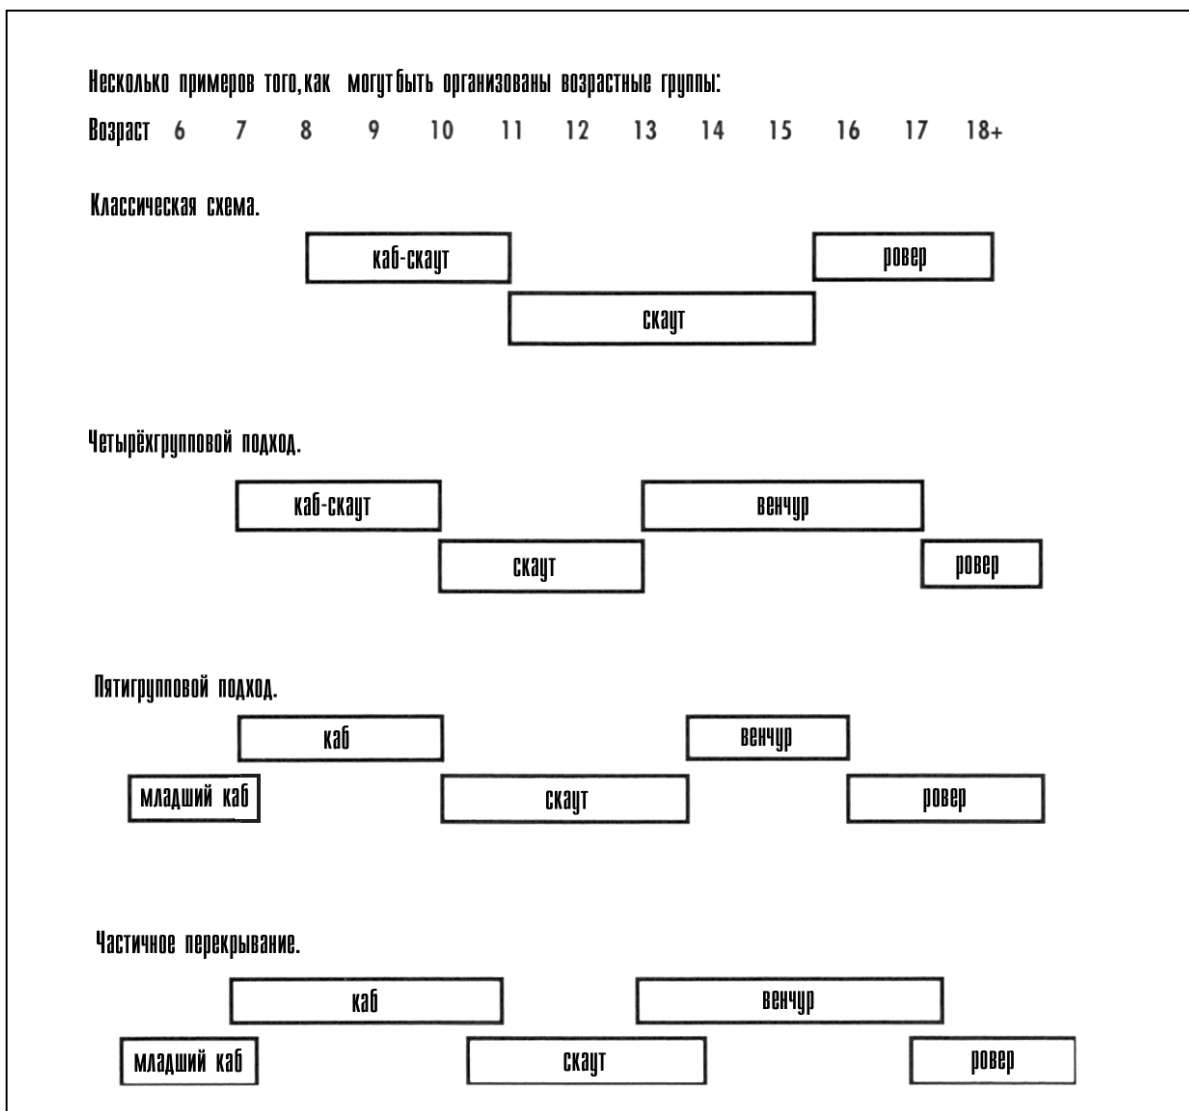 Несколько примеров того, как могут быть организованы возрастные группы:
Возраст 6 7 8 9 10 11 12 13 14 15 16 17 18+
Классическая схема.
каб-скаут ровер
скаут
Четырёхгрупповой подход.
каб-скаут венчур
скаут ровер
Пятигрупповой подход.
каб венчур
младший каб скаут ровер
Частичное перекрывание.
каб венчур
младший каб скаут ровер